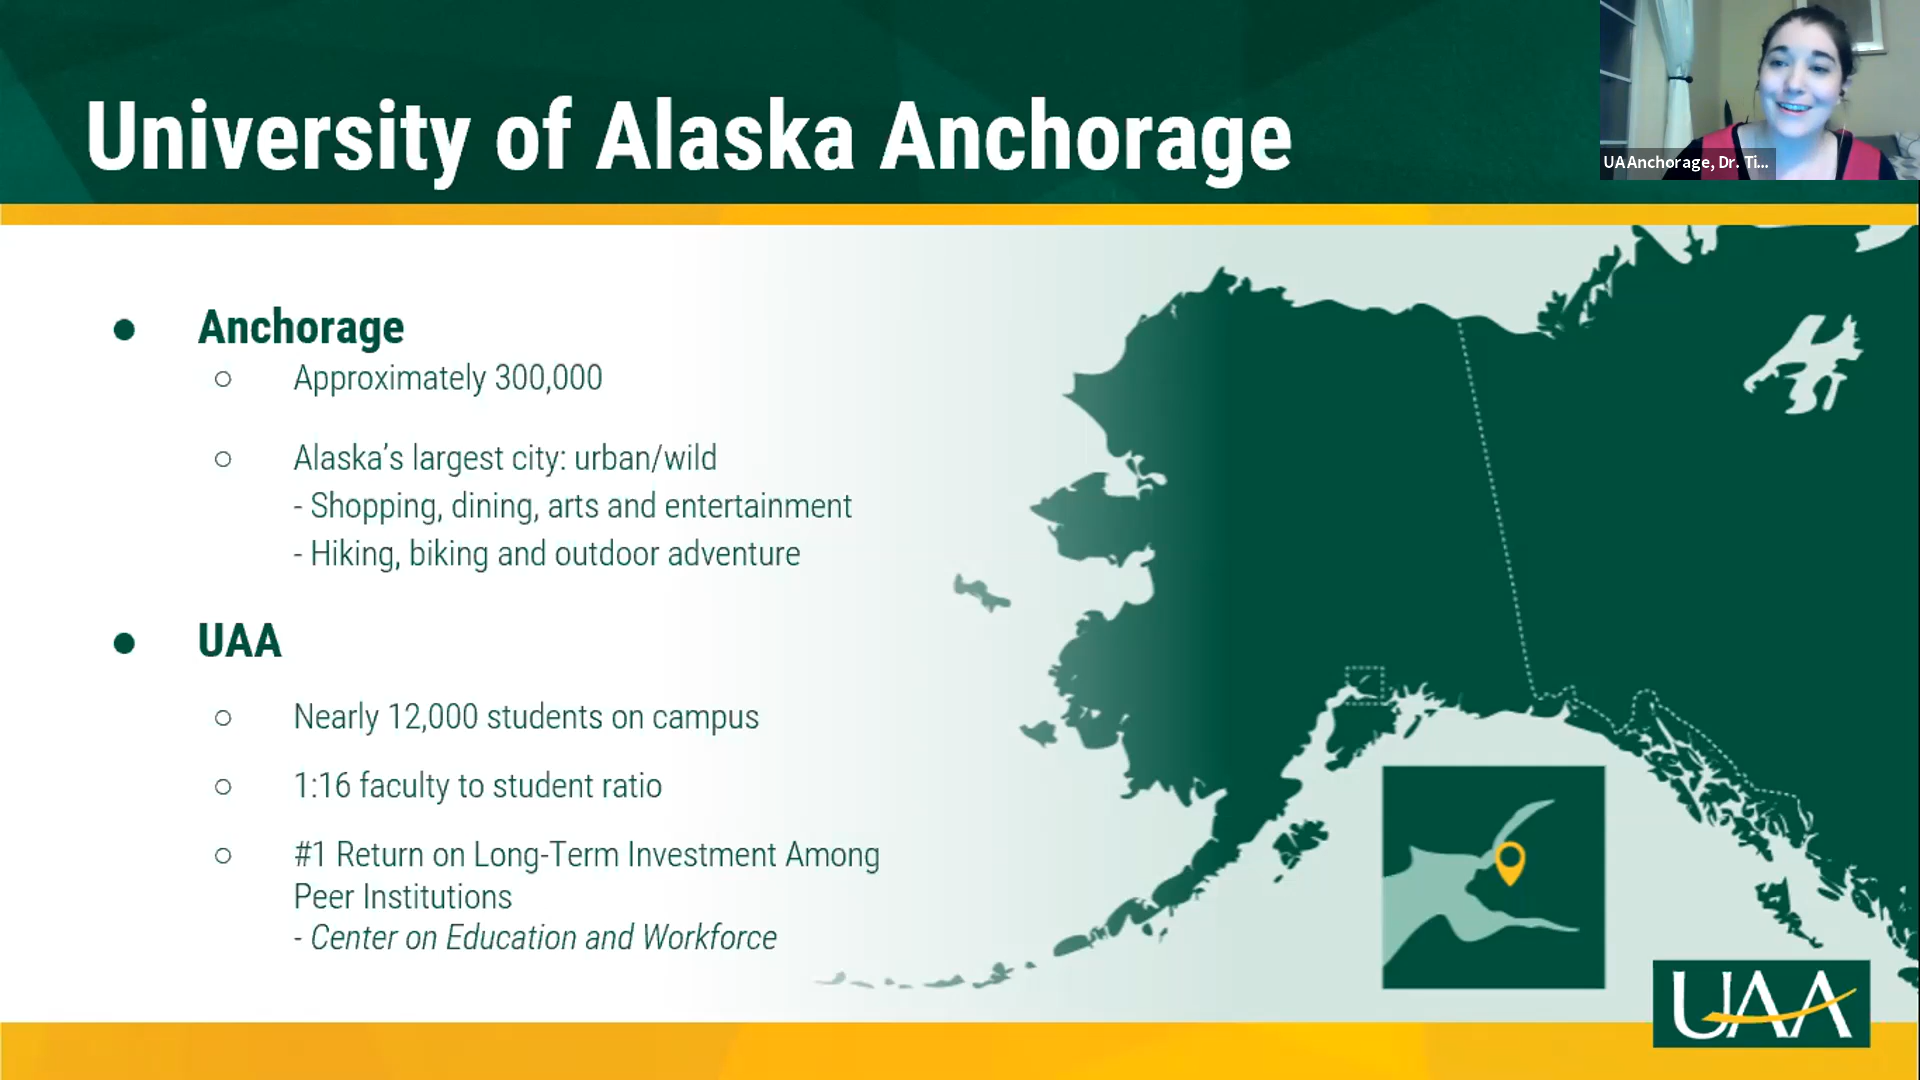 University of Alaska Anchorage
UAAnchorage, Dr. Ti...
● Anchorage
○ Approximately 300,000
○ Alaska’s largest city: urban/wild
- Shopping, dining, arts and entertainment
- Hiking, biking and outdoor adventure
● UAA
○ Nearly 12,000 students on campus
○ 1:16 faculty to student ratio
○ #1 Return on Long-Term Investment Among
Peer Institutions
- Center on Education and Workforce
UAA